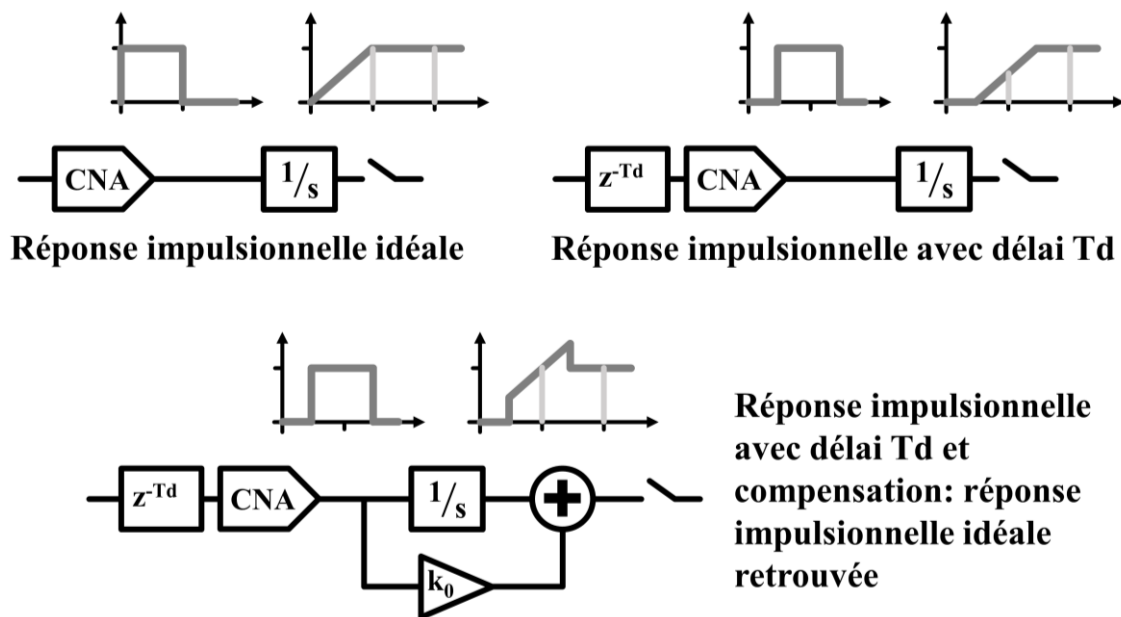 CNA
1/s
z-Td
CNA
1/s
Réponse impulsionnelle idéale
Réponse impulsionnelle avec délai Td
z-Td
CNA
1/s
+
k0
Réponse impulsionnelle
avec délai Td et
compensation: réponse
impulsionnelle idéale
retrouvée